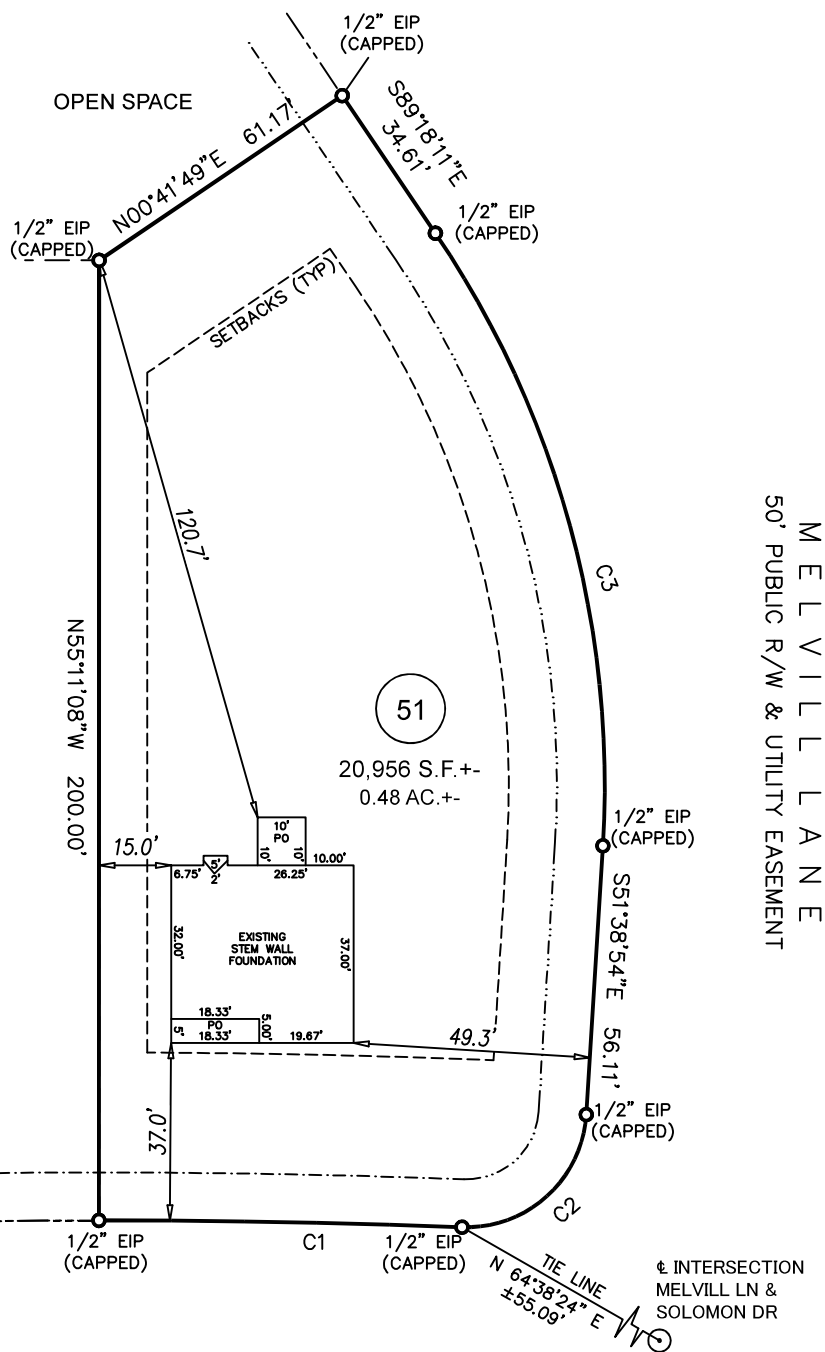 1/2" EIP
(CAPPED)
OPEN SPACE
N00°41'49"E 61.17'
S89°18'11"E
34.61'
1/2" EIP
(CAPPED)
1/2" EIP
(CAPPED)
SETBACKS (TYP)
120.7'
C3
MELVILL LANE
50' PUBLIC R/W & UTILITY EASEMENT
N55°11'08"W 200.00'
51
20,956 S.F.+-
0.48 AC.+-
1/2" EIP
(CAPPED)
15.0'
10'
PO
10'
10'
10.00'
6.75'
5'
2'
26.25'
32.00'
EXISTING
STEM WALL
FOUNDATION
37.00'
S51°38'54"E 56.11'
18.33'
PO
5'
18.33'
5.00'
19.67'
49.3'
37.0'
1/2" EIP
(CAPPED)
C2
1/2" EIP
(CAPPED)
C1
1/2" EIP
(CAPPED)
TIE LINE
N 64°38'24" E
±55.09'
℄ INTERSECTION
MELVILL LN &
SOLOMON DR